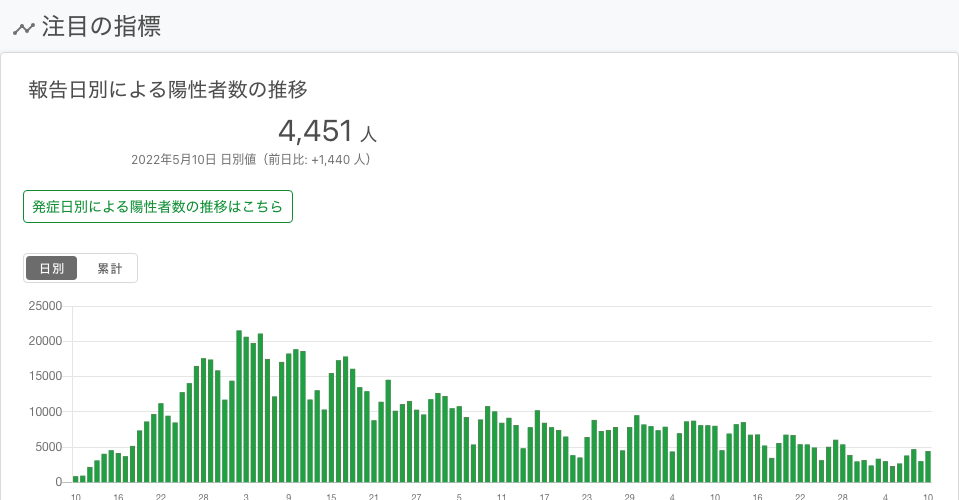 注目の指標
報告日別による陽性者数の推移
4,451 人
2022年5月10日 日別値（前日比: +1,440 人）
発症日別による陽性者数の推移はこちら
日別 累計
25000
20000
15000
10000
5000
0
10 16 22 28 3 9 15 21 27 5 11 17 23 29 4 10 16 22 28 4 10